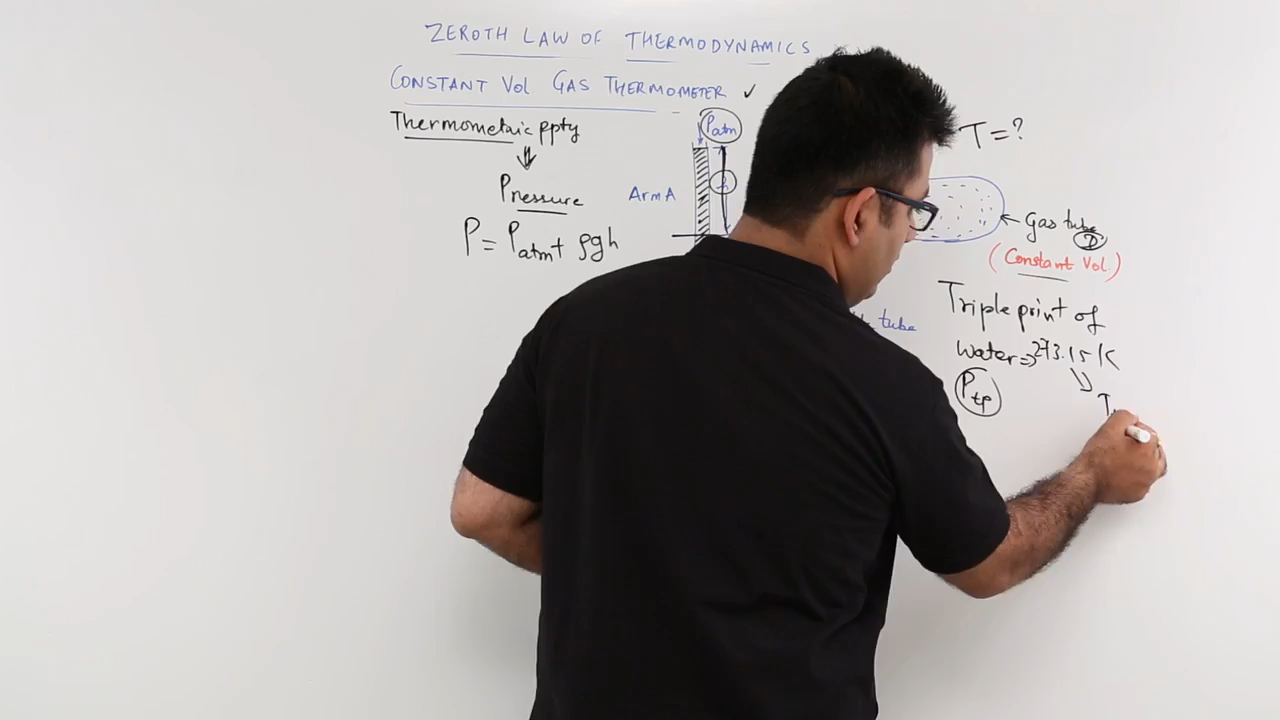 ZEROTH LAW OF THERMODYNAMICS
CONSTANT Vol. GAS THERMOMETER ✓
Thermometric ppty
⇓
Pressure
P = Patm + ρgh
Patm
Arm A
h
T = ?
Gas tube
D
(Constant Vol.)
tube
Triple point of
Water => 273.15 K
Ptp
T